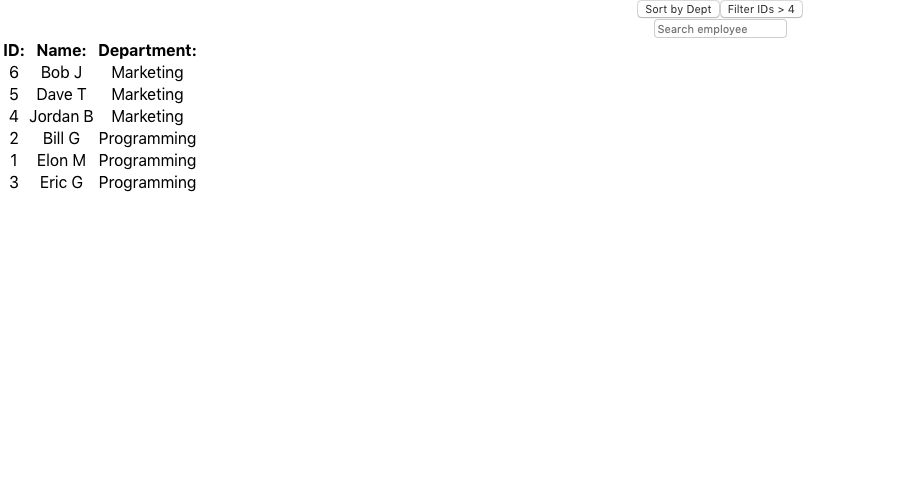 Sort by Dept Filter IDs > 4
Search employee
ID: Name: Department:
6 Bob J Marketing
5 Dave T Marketing
4 Jordan B Marketing
2 Bill G Programming
1 Elon M Programming
3 Eric G Programming